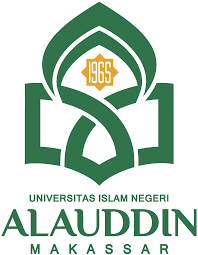 1965
UNIVERSITAS ISLAM NEGERI
ALAUDDIN
MAKASSAR